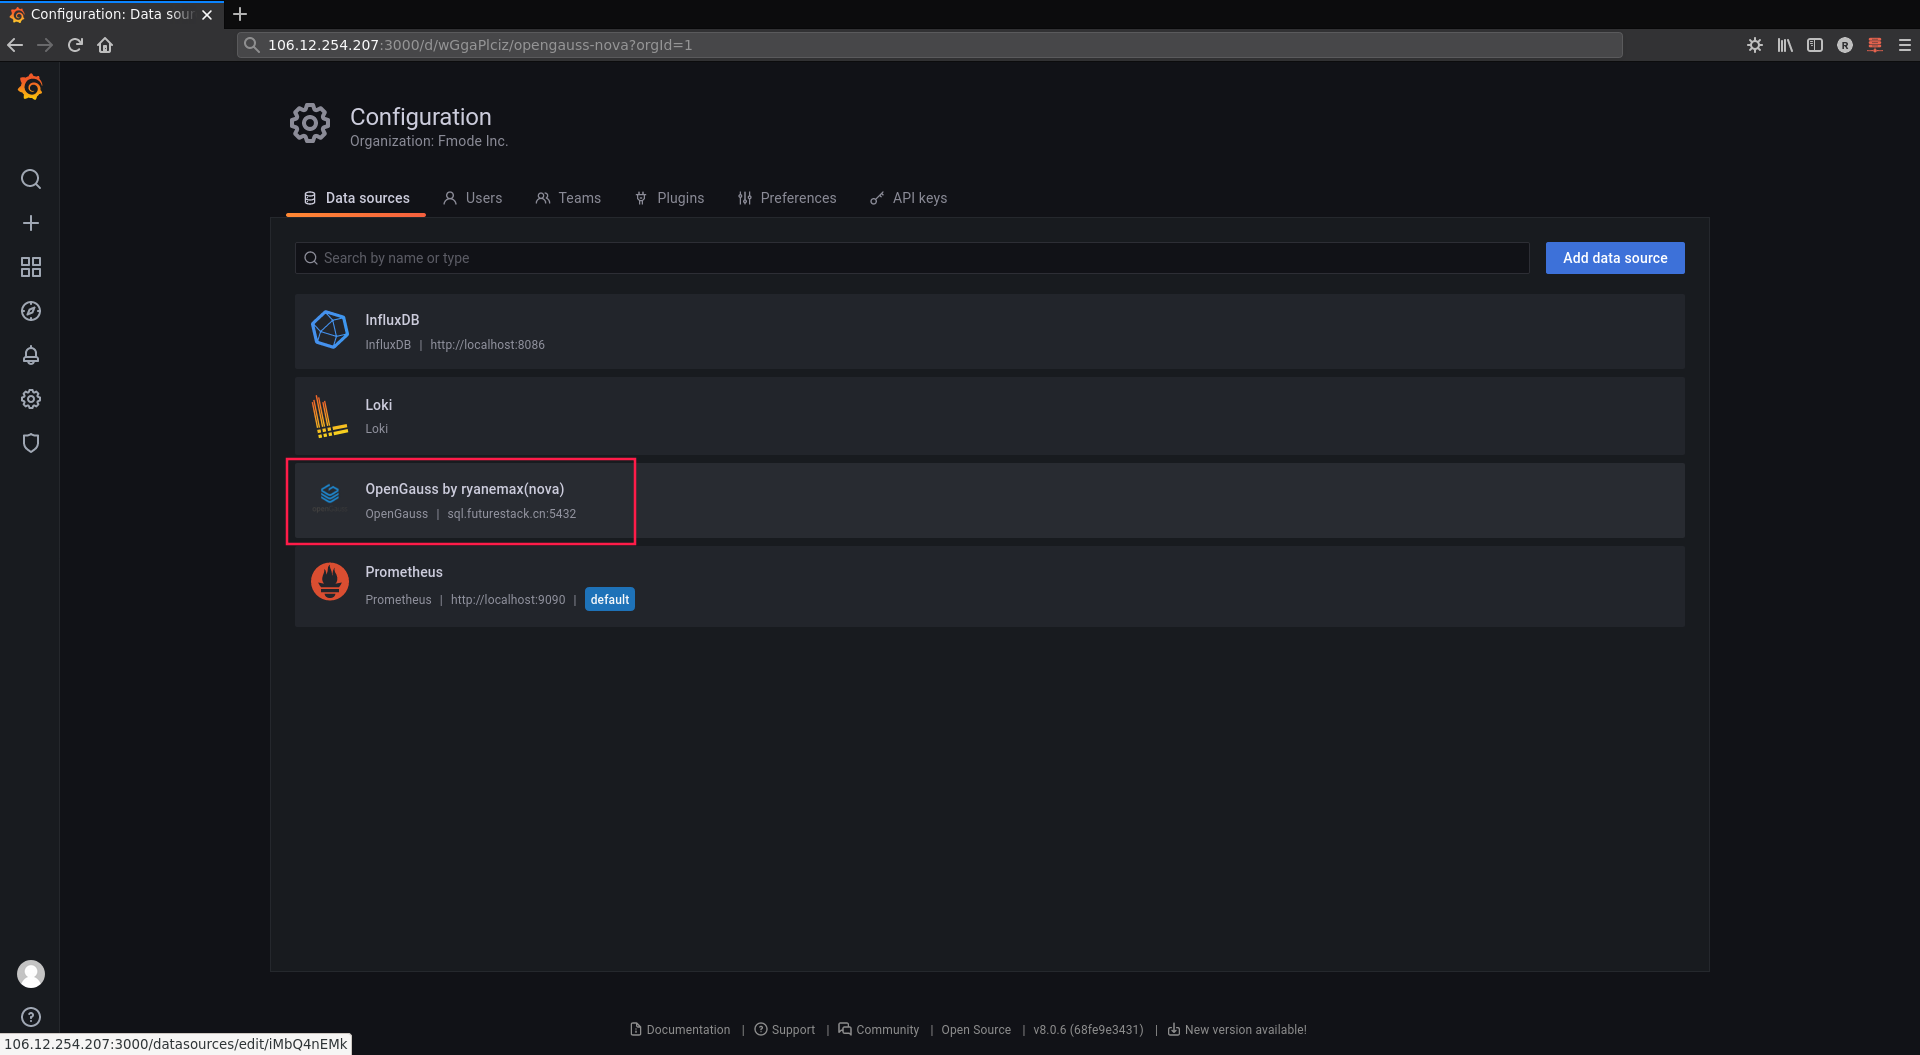 Configuration: Data sour
106.12.254.207:3000/d/wGgaPlciz/opengauss-nova?orgId=1
R
Configuration
Organization: Fmode Inc.
Data sources Users Teams Plugins Preferences API keys
Search by name or type Add data source
InfluxDB
InfluxDB | http://localhost:8086
Loki
Loki
OpenGauss by ryanemax(nova)
OpenGauss | sql.futurestack.cn:5432
Prometheus
Prometheus | http://localhost:9090 | default
Documentation | Support | Community | Open Source | v8.0.6 (68fe9e3431) | New version available!
106.12.254.207:3000/datasources/edit/iMbQ4nEMk